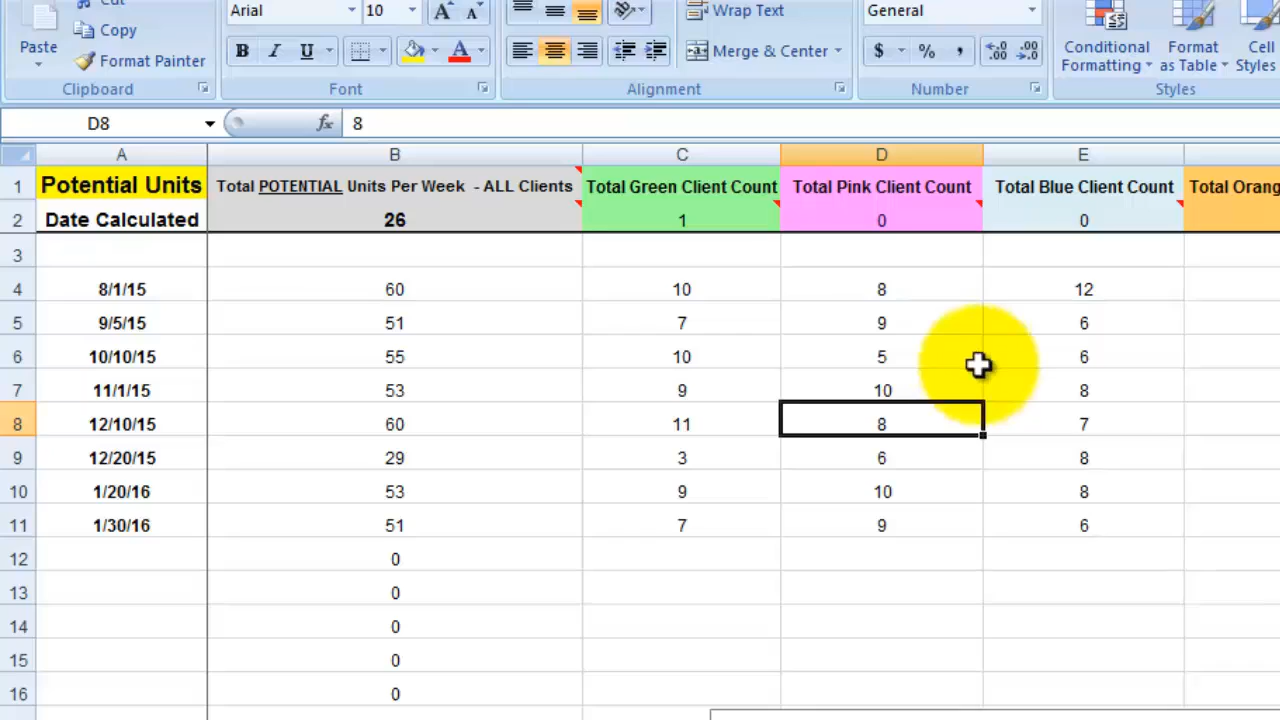 Cut
Arial 10 A A Wrap Text General
Copy
Paste Format Painter B I U A Merge & Center $ % , .0 .00 .00 .0 Conditional Formatting Format as Table Cell Styles
Clipboard Font Alignment Number Styles
D8 fx 8
A B C D E
1 Potential Units Total POTENTIAL Units Per Week - ALL Clients Total Green Client Count Total Pink Client Count Total Blue Client Count Total Orang
2 Date Calculated 26 1 0 0
3
4 8/1/15 60 10 8 12
5 9/5/15 51 7 9 6
6 10/10/15 55 10 5 6
7 11/1/15 53 9 10 8
8 12/10/15 60 11 8 7
9 12/20/15 29 3 6 8
10 1/20/16 53 9 10 8
11 1/30/16 51 7 9 6
12 0
13 0
14 0
15 0
16 0